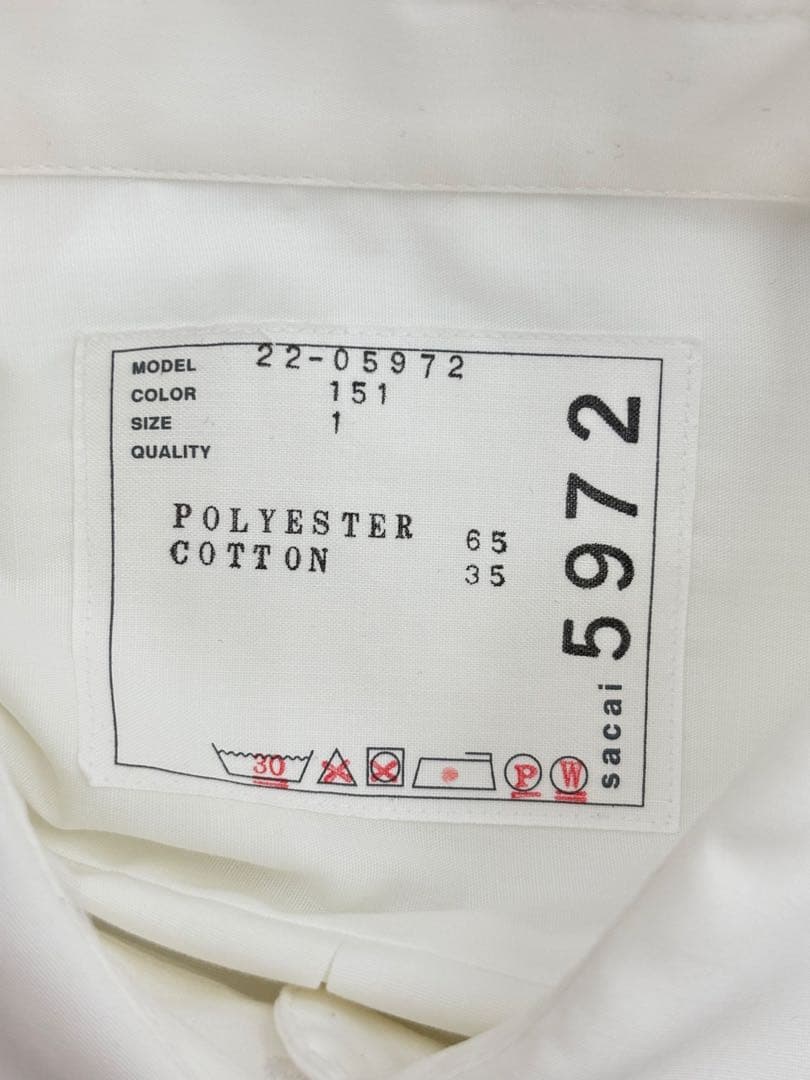 MODEL 22-05972
COLOR 151
SIZE 1
QUALITY
POLYESTER 65
COTTON 35
30 P W
sacai 5972